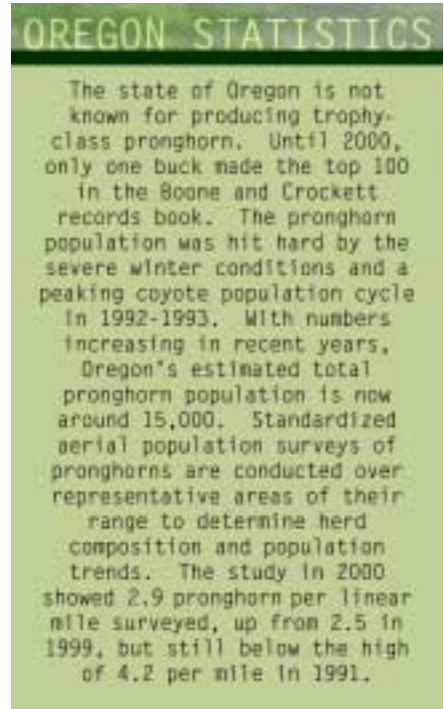 OREGON STATISTICS
The state of Oregon is not
known for producing trophy-
class pronghorn. Until 2000,
only one buck made the top 100
in the Boone and Crockett
records book. The pronghorn
population was hit hard by the
severe winter conditions and a
peaking coyote population cycle
in 1992-1993. With numbers
increasing in recent years,
Oregon's estimated total
pronghorn population is now
around 15,000. Standardized
aerial population surveys of
pronghorns are conducted over
representative areas of their
range to determine herd
composition and population
trends. The study in 2000
showed 2.9 pronghorn per linear
mile surveyed, up from 2.5 in
1999, but still below the high
of 4.2 per mile in 1991.